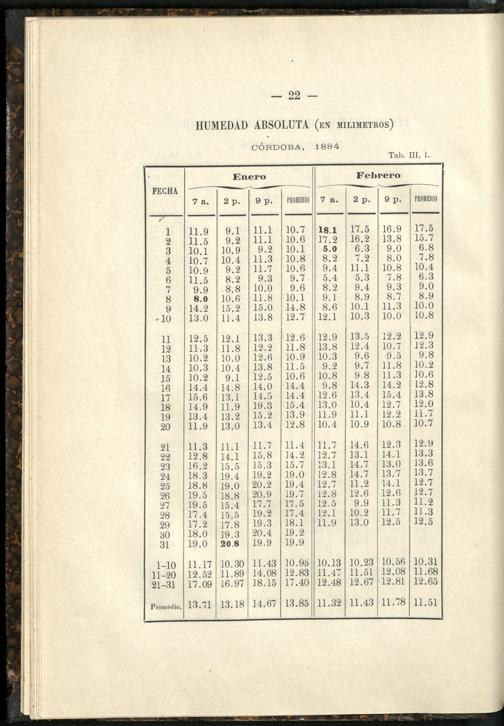 — 22 —
HUMEDAD ABSOLUTA (EN MILIMETROS)
CÓRDOBA, 1884
Tab. III, 1.
FECHA Enero Febrero
7 a. 2 p. 9 p. PROMEDIO 7 a. 2 p. 9 p. PROMEDIO
1 11.9 9.1 11.1 10.7 18.1 17.5 16.9 17.5
2 11.5 9.2 11.1 10.6 17.2 16.2 13.8 15.7
3 10.1 10.9 9.2 10.1 5.0 6.3 9.0 6.8
4 10.7 10.4 11.3 10.8 8.2 7.2 8.0 7.8
5 10.9 9.2 11.7 10.6 9.4 11.1 10.8 10.4
6 11.5 8.2 9.3 9.7 5.4 5.3 7.8 6.3
7 9.9 8.8 10.0 9.6 8.2 9.4 9.3 9.0
8 8.0 10.6 11.8 10.1 9.1 8.9 8.7 8.9
9 14.2 15.2 15.0 14.8 8.6 10.1 11.3 10.0
10 13.0 11.4 13.8 12.7 12.1 10.3 10.0 10.8
11 12.5 12.1 13.3 12.6 12.9 13.5 12.2 12.9
12 11.3 11.8 12.2 11.8 13.8 12.4 10.7 12.3
13 10.2 10.0 12.6 10.9 10.3 9.6 9.5 9.8
14 10.3 10.4 13.8 11.5 9.2 9.7 11.8 10.2
15 10.2 9.1 12.5 10.6 10.8 9.8 11.3 10.6
16 14.4 14.8 14.0 14.4 9.8 14.3 14.2 12.8
17 15.6 13.1 14.5 14.4 12.6 13.4 15.4 13.8
18 14.9 11.9 19.3 15.4 13.0 10.4 12.7 12.0
19 13.4 13.2 15.2 13.9 11.9 11.1 12.2 11.7
20 11.9 13.0 13.4 12.8 10.4 10.9 10.8 10.7
21 11.3 11.1 11.7 11.4 11.7 14.6 12.3 12.9
22 12.8 14.1 15.8 14.2 12.7 13.1 14.1 13.3
23 16.2 15.5 15.3 15.7 13.1 14.7 13.0 13.6
24 18.3 19.4 19.2 19.0 12.8 14.7 13.7 13.7
25 18.8 19.0 20.2 19.4 12.7 11.2 14.1 12.7
26 19.5 18.8 20.9 19.7 12.8 12.6 12.6 12.7
27 19.5 15.4 17.7 17.5 12.5 9.9 11.3 11.2
28 17.4 15.5 19.2 17.4 12.1 10.2 11.7 11.3
29 17.2 17.8 19.3 18.1 11.9 13.0 12.5 12.5
30 18.0 19.3 20.4 19.2
31 19.0 20.8 19.9 19.9
1–10 11.17 10.30 11.43 10.95 10.13 10.23 10.56 10.31
11–20 12.52 11.89 14.08 12.83 11.47 11.51 12.08 11.68
21–31 17.09 16.97 18.15 17.40 12.48 12.67 12.81 12.65
Promedio. 13.71 13.18 14.67 13.85 11.32 11.43 11.78 11.51